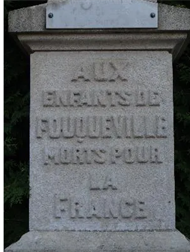 AUX
ENFANTS DE
FOUQUEVILLE
MORTS POUR
LA
FRANCE